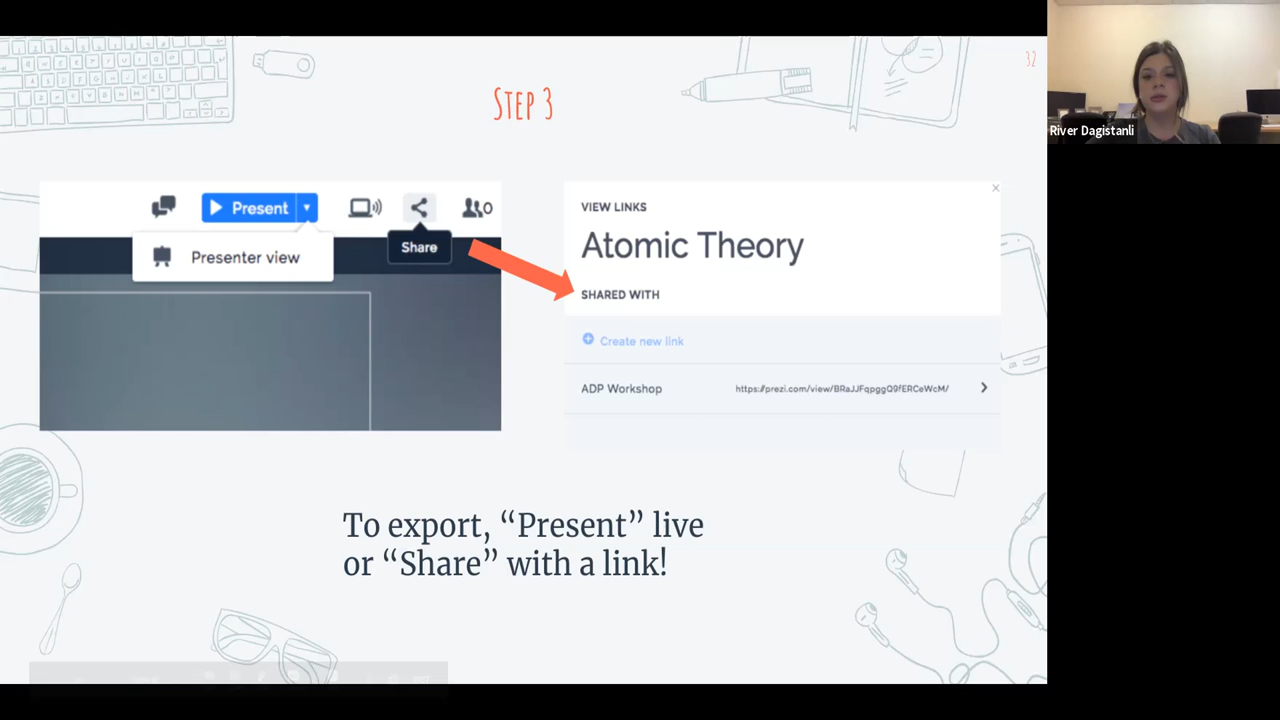 32
STEP 3
Present
0
Presenter view
Share
VIEW LINKS
Atomic Theory
SHARED WITH
Create new link
ADP Workshop https://prezi.com/view/BRaJJFqpggQ9fERCeWcM/
To export, “Present” live
or “Share” with a link!
River Dagistanli